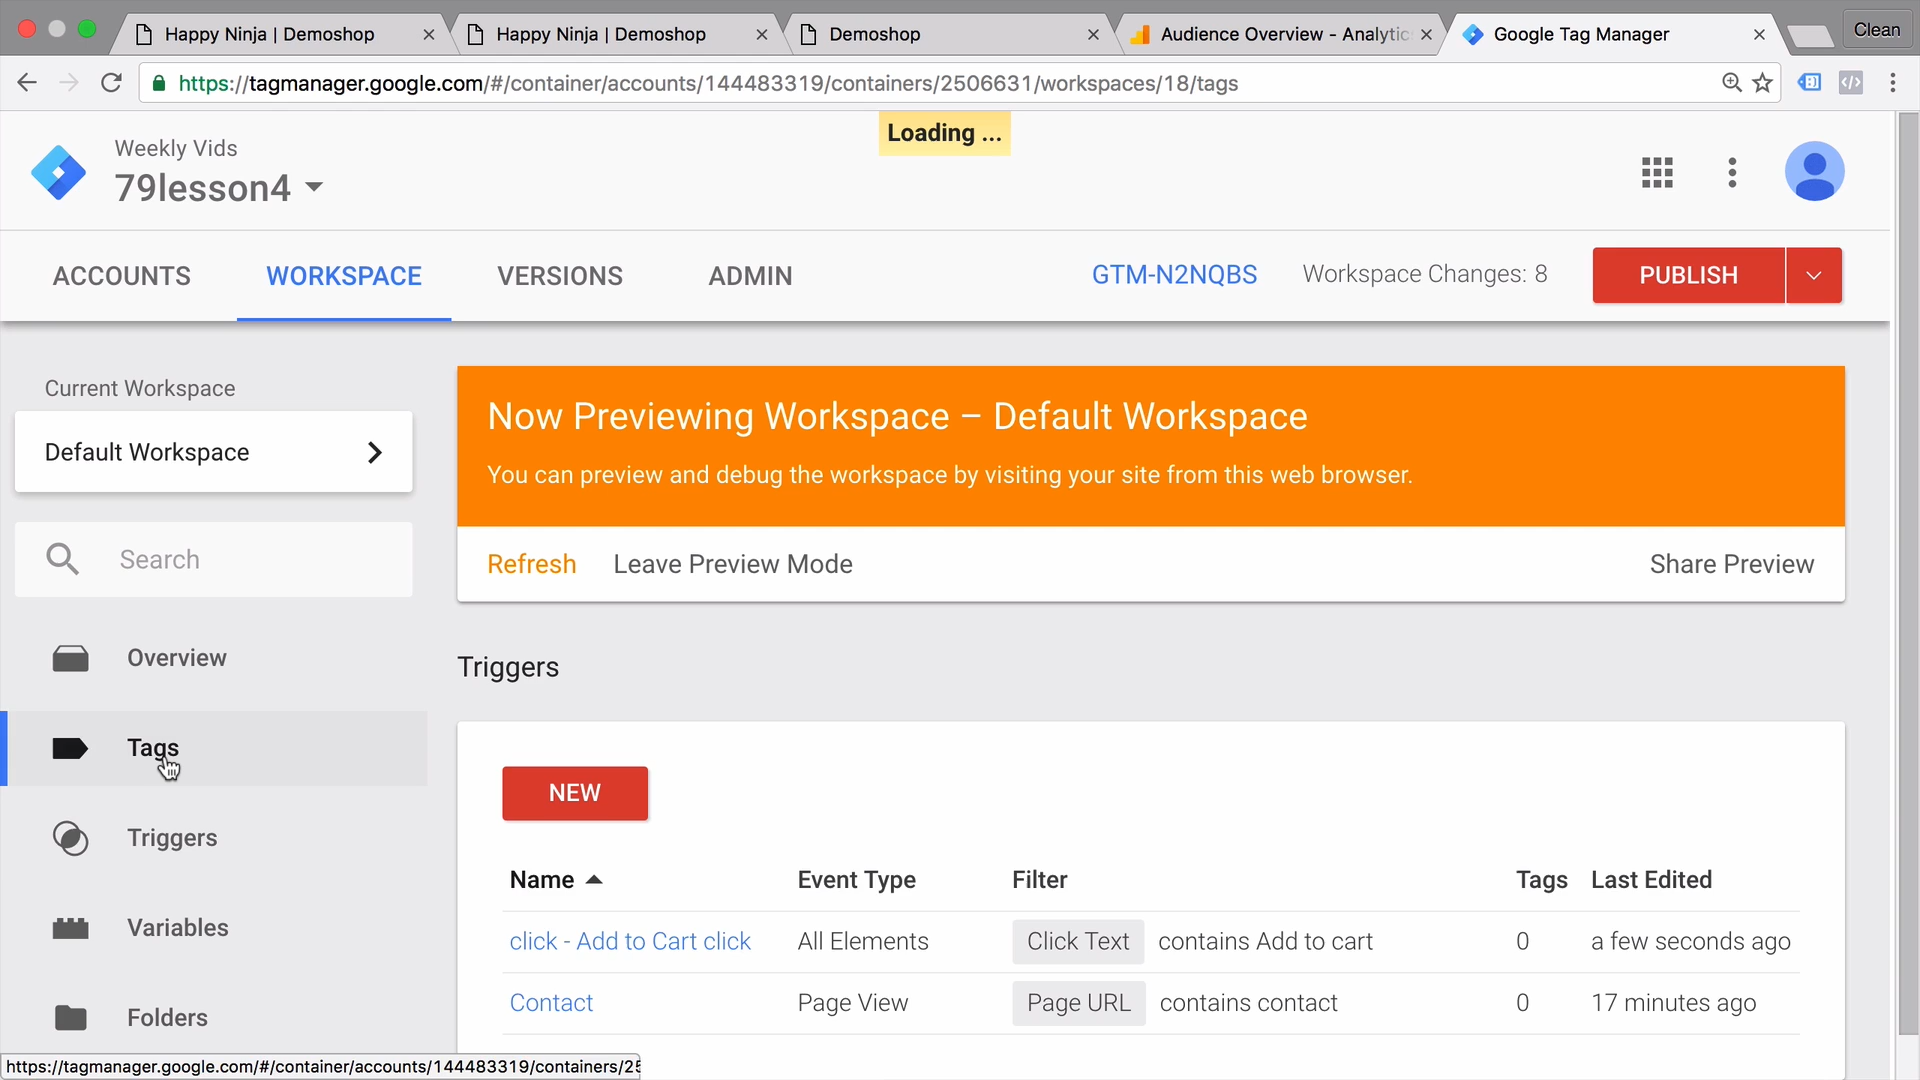 Happy Ninja | Demoshop
Happy Ninja | Demoshop
Demoshop
Audience Overview - Analytic
Google Tag Manager
Clean
https://tagmanager.google.com/#/container/accounts/144483319/containers/2506631/workspaces/18/tags
Loading ...
Weekly Vids
79lesson4
ACCOUNTS
WORKSPACE
VERSIONS
ADMIN
GTM-N2NQBS
Workspace Changes: 8
PUBLISH
Current Workspace
Default Workspace
Search
Overview
Tags
Triggers
Variables
Folders
Now Previewing Workspace – Default Workspace
You can preview and debug the workspace by visiting your site from this web browser.
Refresh
Leave Preview Mode
Share Preview
Triggers
NEW
Name Event Type Filter Tags Last Edited
click - Add to Cart click All Elements Click Text contains Add to cart 0 a few seconds ago
Contact Page View Page URL contains contact 0 17 minutes ago
https://tagmanager.google.com/#/container/accounts/144483319/containers/25